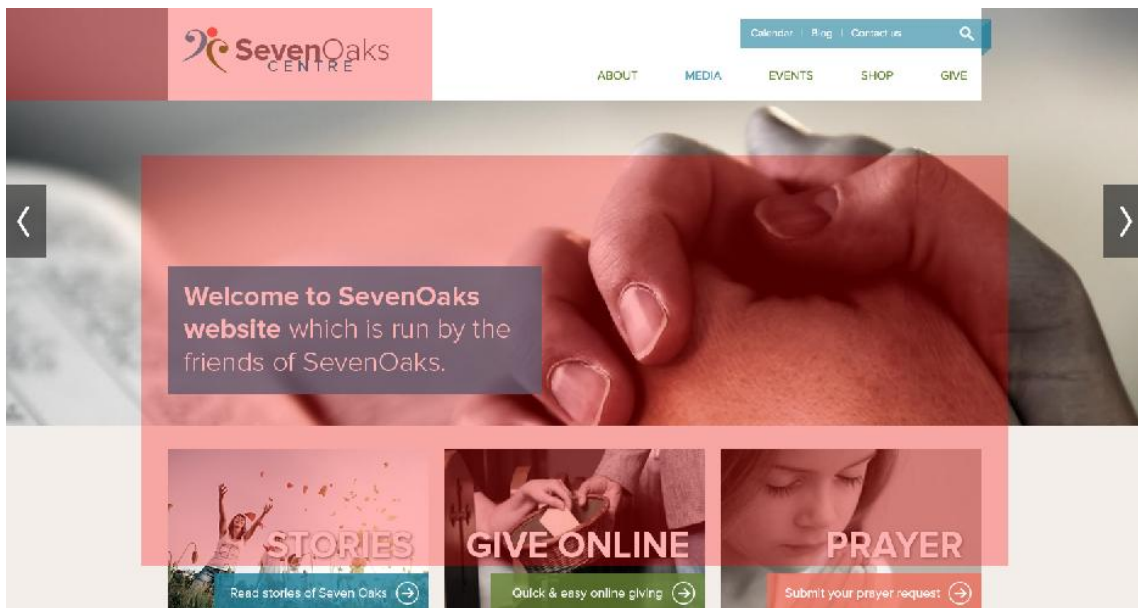 SevenOaks
CENTRE
Calendar | Blog | Contact us
ABOUT MEDIA EVENTS SHOP GIVE
Welcome to SevenOaks
website which is run by the
friends of SevenOaks.
STORIES
Read stories of Seven Oaks
GIVE ONLINE
Quick & easy online giving
PRAYER
Submit your prayer request